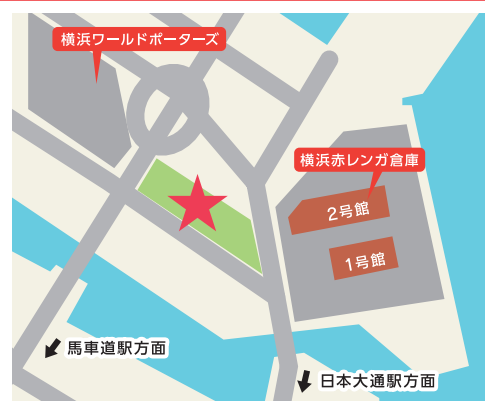 横浜ワールドポーターズ
横浜赤レンガ倉庫
2号館
1号館
馬車道駅方面
日本大通駅方面